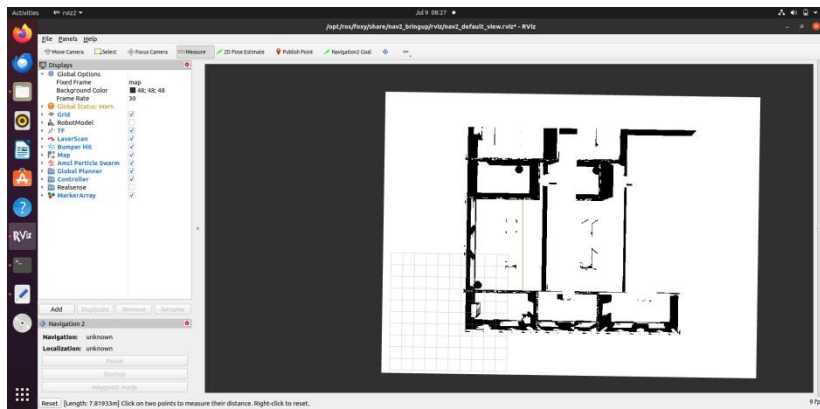 Activities rviz2 Jul 9 08:27
/opt/ros/foxy/share/nav2_bringup/rviz/nav2_default_view.rviz* - RViz
File Panels Help
Move Camera Select Focus Camera Measure 2D Pose Estimate Publish Point Navigation2 Goal
Displays
Global Options
Fixed Frame map
Background Color 48; 48; 48
Frame Rate 30
Global Status: Warn
Grid
RobotModel
TF
LaserScan
Bumper Hit
Map
Amcl Particle Swarm
Global Planner
Controller
Realsense
MarkerArray
RViz
Add Duplicate Remove Rename
Navigation 2
Navigation: unknown
Localization: unknown
Pause
Startup
Waypoint mode
Reset [Length: 7.81933m] Click on two points to measure their distance. Right-click to reset. 9 fp